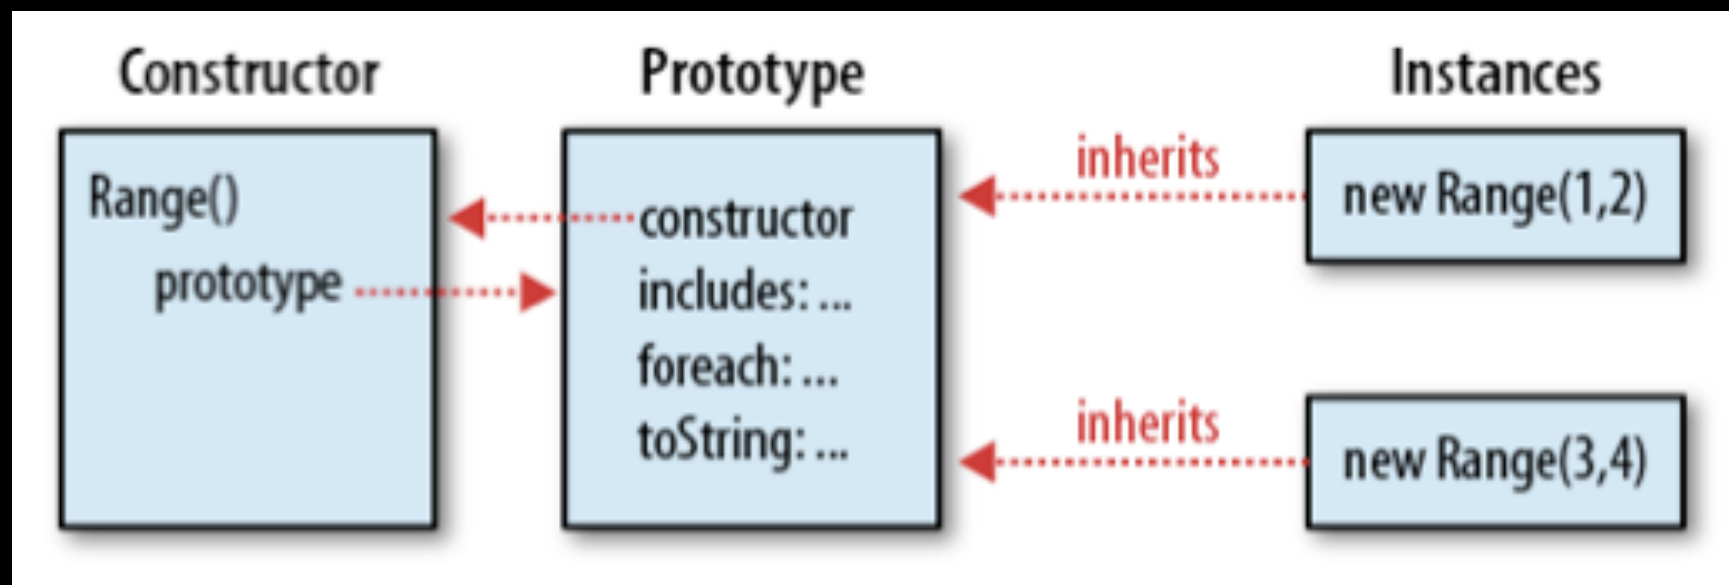 Constructor
Prototype
Instances
Range()
prototype
constructor
includes: ...
foreach: ...
toString: ...
inherits
new Range(1,2)
inherits
new Range(3,4)